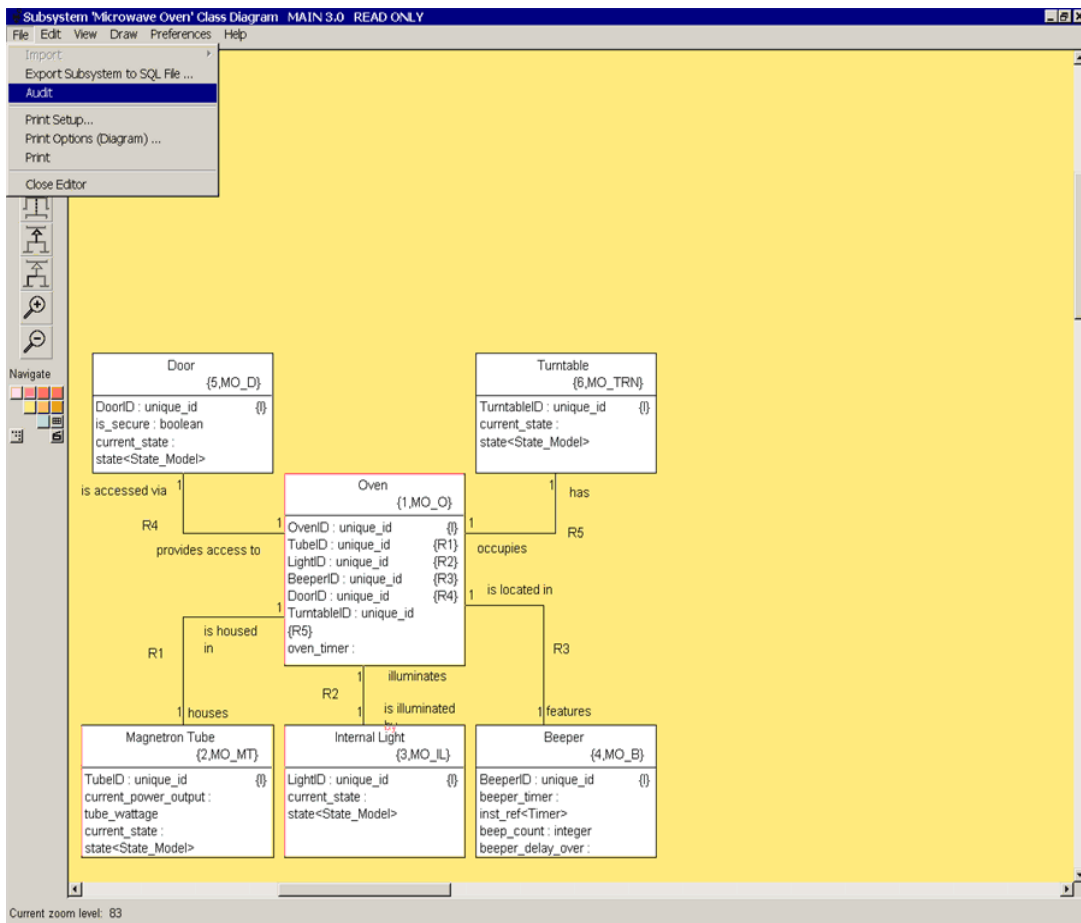 Subsystem 'Microwave Oven' Class Diagram MAIN 3.0 READ ONLY
File Edit View Draw Preferences Help
Import
Export Subsystem to SQL File ...
Audit
Print Setup...
Print Options (Diagram) ...
Print
Close Editor
Navigate
Door
{5,MO_D}
DoorID : unique_id {I}
is_secure : boolean
current_state :
state<State_Model>
Turntable
{6,MO_TRN}
TurntableID : unique_id {I}
current_state :
state<State_Model>
is accessed via 1
R4
provides access to 1
1 has
R5
1
occupies
Oven
{1,MO_O}
OvenID : unique_id {I}
TubeID : unique_id {R1}
LightID : unique_id {R2}
BeeperID : unique_id {R3}
DoorID : unique_id {R4}
TurntableID : unique_id
{R5}
oven_timer :
1
is housed
in
R1
1 houses
1 illuminates
R2
1 is illuminated
1 is located in
R3
1 features
Magnetron Tube
{2,MO_MT}
TubeID : unique_id {I}
current_power_output :
tube_wattage
current_state :
state<State_Model>
Internal Light
{3,MO_IL}
LightID : unique_id {I}
current_state :
state<State_Model>
Beeper
{4,MO_B}
BeeperID : unique_id {I}
beeper_timer :
inst_ref<Timer>
beep_count : integer
beeper_delay_over :
Current zoom level: 83